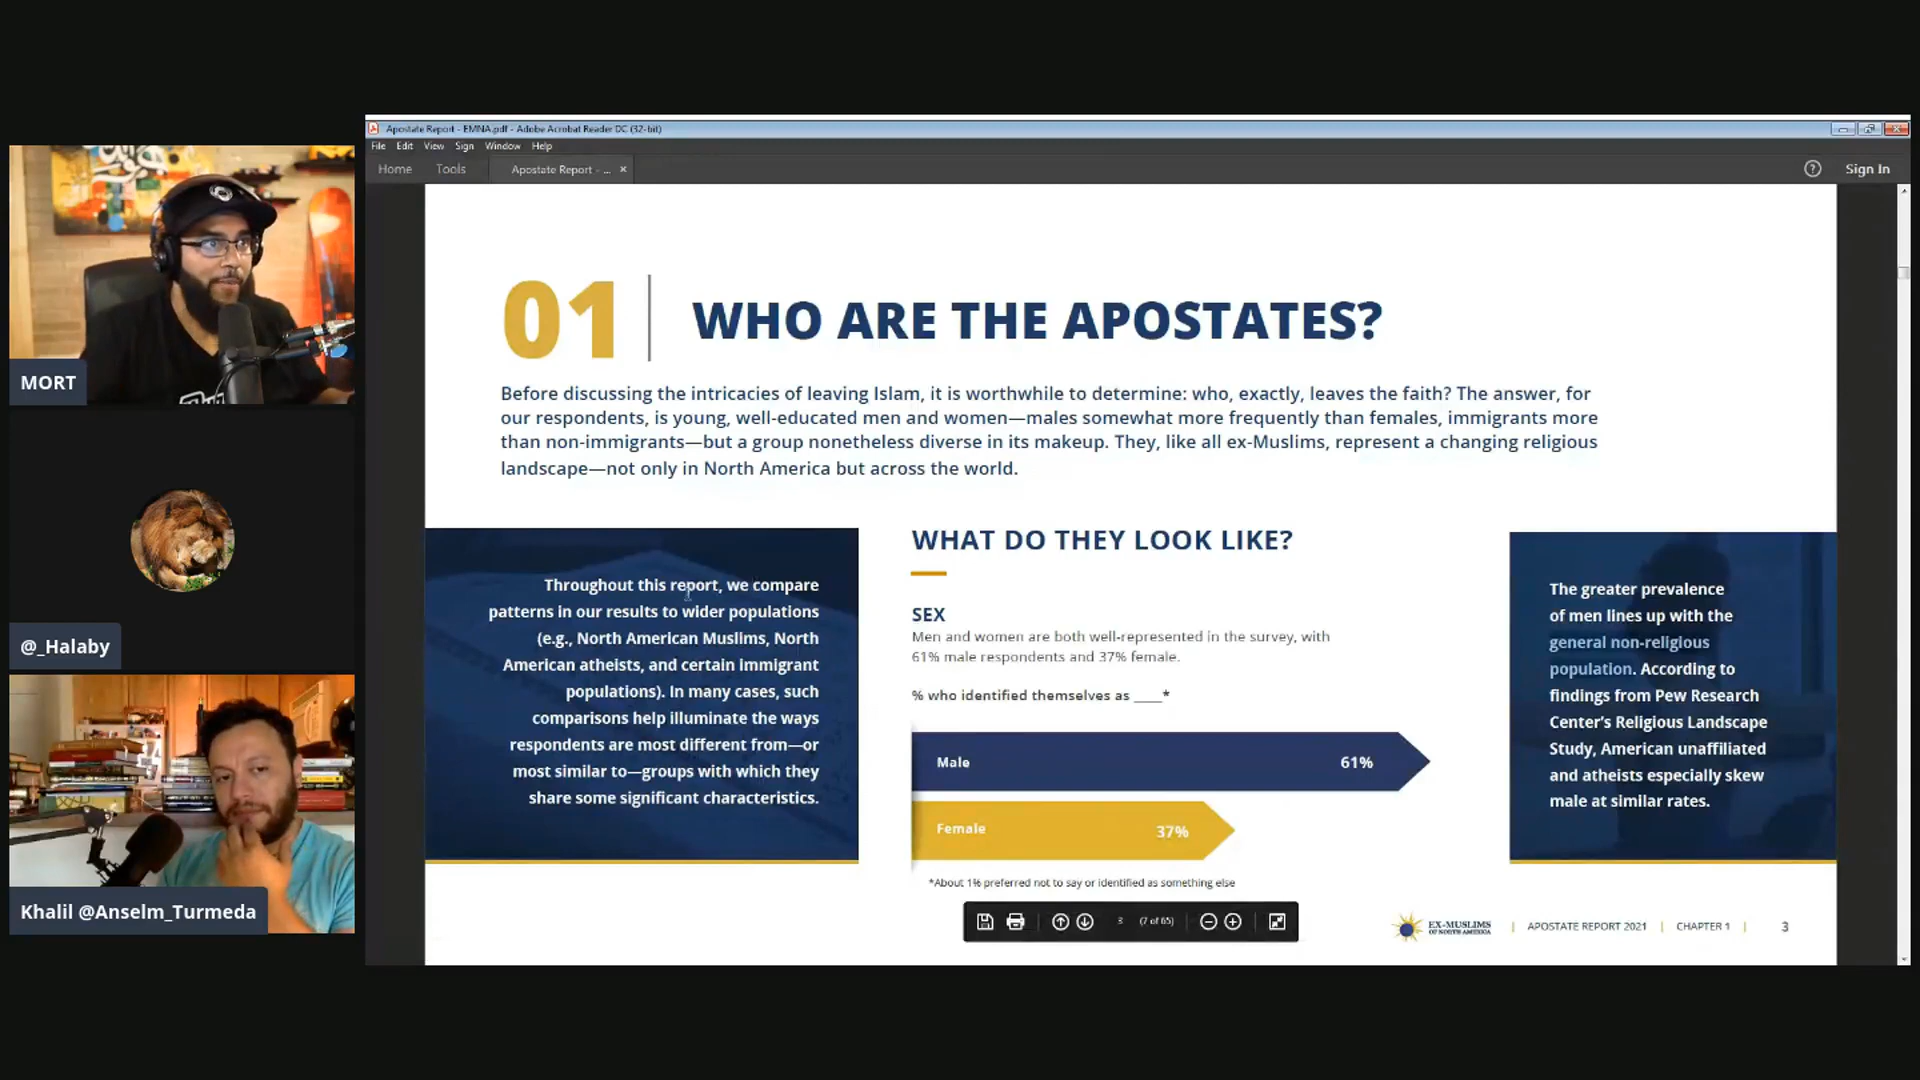 Apostate Report - EMNA.pdf - Adobe Acrobat Reader DC (32-bit)
File Edit View Sign Window Help
Home Tools Apostate Report - ... × ? Sign In
MORT
@_Halaby
Khalil @Anselm_Turmeda
01 WHO ARE THE APOSTATES?
Before discussing the intricacies of leaving Islam, it is worthwhile to determine: who, exactly, leaves the faith? The answer, for
our respondents, is young, well-educated men and women—males somewhat more frequently than females, immigrants more
than non-immigrants—but a group nonetheless diverse in its makeup. They, like all ex-Muslims, represent a changing religious
landscape—not only in North America but across the world.
Throughout this report, we compare
patterns in our results to wider populations
(e.g., North American Muslims, North
American atheists, and certain immigrant
populations). In many cases, such
comparisons help illuminate the ways
respondents are most different from—or
most similar to—groups with which they
share some significant characteristics.
WHAT DO THEY LOOK LIKE?
SEX
Men and women are both well-represented in the survey, with
61% male respondents and 37% female.
% who identified themselves as ____*
Male 61%
Female 37%
*About 1% preferred not to say or identified as something else
The greater prevalence
of men lines up with the
general non-religious
population. According to
findings from Pew Research
Center's Religious Landscape
Study, American unaffiliated
and atheists especially skew
male at similar rates.
3 (7 of 65)
EX-MUSLIMS
OF NORTH AMERICA
| APOSTATE REPORT 2021 | CHAPTER 1 | 3